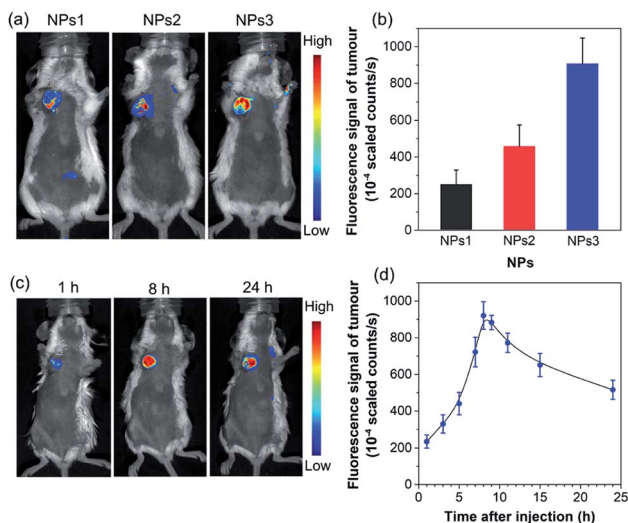 (a)
NPs1
NPs2
NPs3
High
Low
(b)
Fluorescence signal of tumour
(10⁻⁴ scaled counts/s)
1000
800
600
400
200
NPs1
NPs2
NPs3
NPs
(c)
1 h
8 h
24 h
High
Low
(d)
Fluorescence signal of tumour
(10⁻⁴ scaled counts/s)
1000
800
600
400
200
0
0
5
10
15
20
25
Time after injection (h)